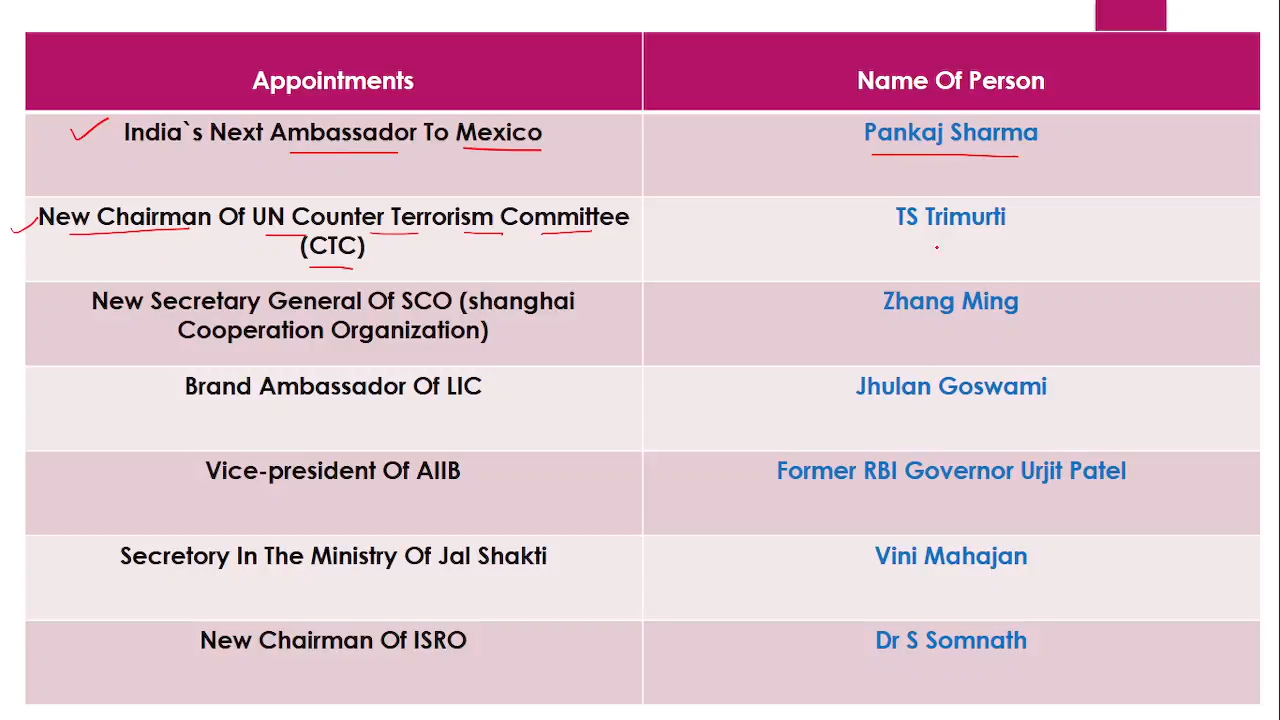 Appointments
Name Of Person
India`s Next Ambassador To Mexico
Pankaj Sharma
New Chairman Of UN Counter Terrorism Committee
(CTC)
TS Trimurti
New Secretary General Of SCO (shanghai
Cooperation Organization)
Zhang Ming
Brand Ambassador Of LIC
Jhulan Goswami
Vice-president Of AIIB
Former RBI Governor Urjit Patel
Secretory In The Ministry Of Jal Shakti
Vini Mahajan
New Chairman Of ISRO
Dr S Somnath